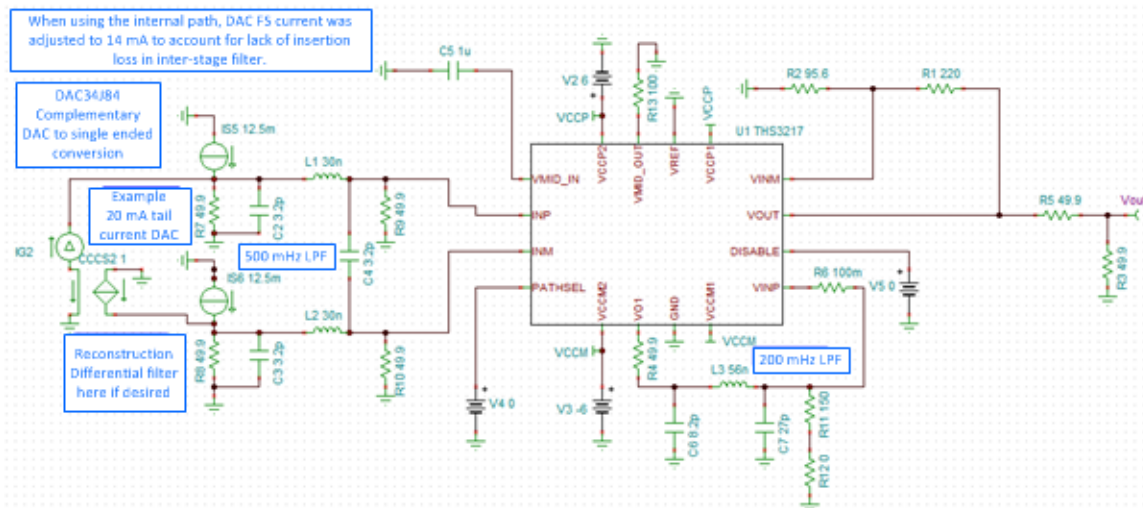 When using the internal path, DAC FS current was
adjusted to 14 mA to account for lack of insertion
loss in inter-stage filter.
C5 1u
V2 6
R13 100
R2 95.6
R1 220
VCCP
VCCP
U1 THS3217
DAC34J84
Complementary
DAC to single ended
conversion
IS5 12.5m
L1 30n
VMID_IN
VCCP2
VMID_OUT
VREF
VCCP1
VINM
Example
20 mA tail
current DAC
R7 49.9
C2 3.2p
R9 49.9
INP
VOUT
R5 49.9
Vou
IG2
CCCS2 1
500 mHz LPF
C4 3.2p
INM
DISABLE
R3 49.9
IS6 12.5m
PATHSEL
VINP
R6 100m
V5 0
L2 30n
VCCM2
VO1
GND
VCCM1
VCCM
VCCM
200 mHz LPF
Reconstruction
Differential filter
here if desired
R8 49.9
C3 3.2p
R10 49.9
R4 49.9
L3 56n
V4 0
V3 -6
C6 8.2p
C7 27p
R11 150
R12 0